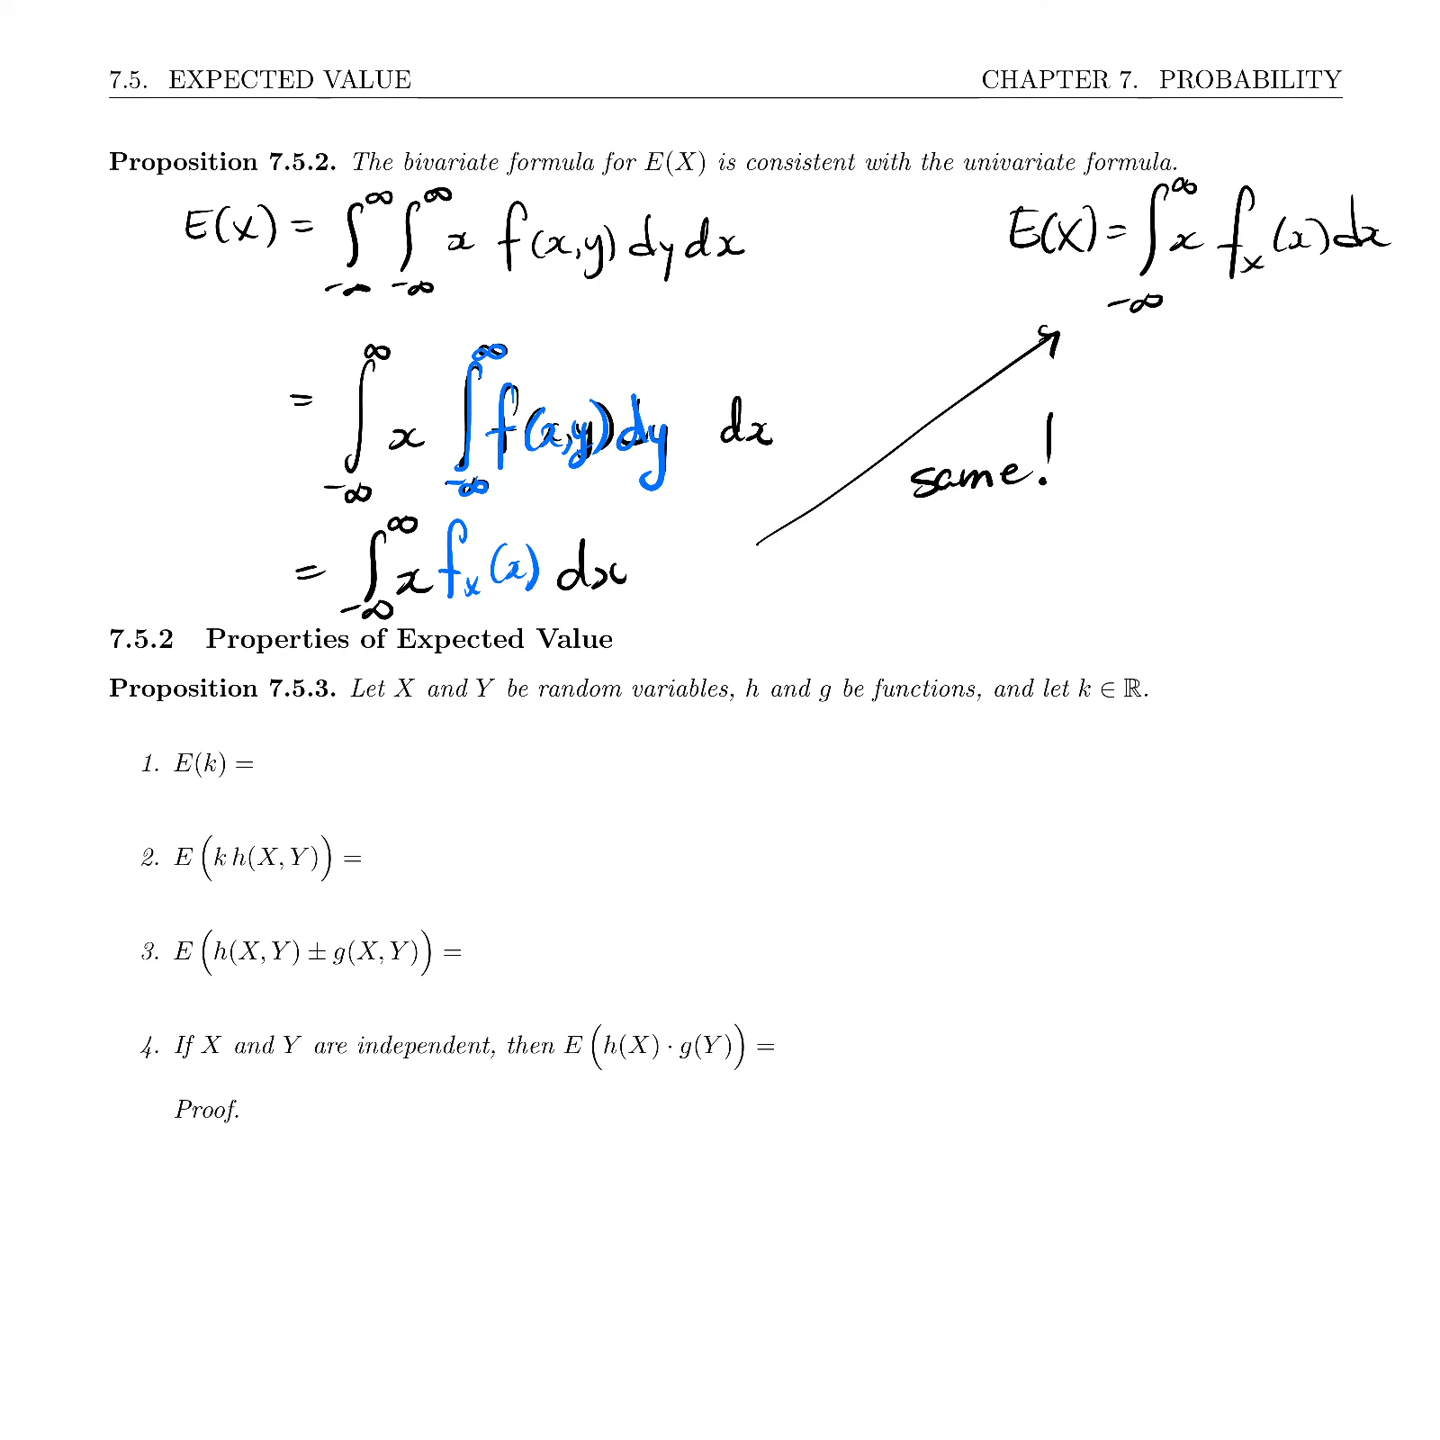 7.5. EXPECTED VALUE CHAPTER 7. PROBABILITY
Proposition 7.5.2. The bivariate formula for E(X) is consistent with the univariate formula.
E(X) = ∫_{-∞}^{∞} ∫_{-∞}^{∞} x f(x,y) dy dx
E(X) = ∫_{-∞}^{∞} x f_X(x) dx
= ∫_{-∞}^{∞} x ∫_{-∞}^{∞} f(x,y) dy dx
same!
= ∫_{-∞}^{∞} x f_X(x) dx
7.5.2 Properties of Expected Value
Proposition 7.5.3. Let X and Y be random variables, h and g be functions, and let k ∈ ℝ.
1. E(k) =
2. E(k h(X, Y)) =
3. E(h(X, Y) ± g(X, Y)) =
4. If X and Y are independent, then E(h(X) · g(Y)) =
Proof.